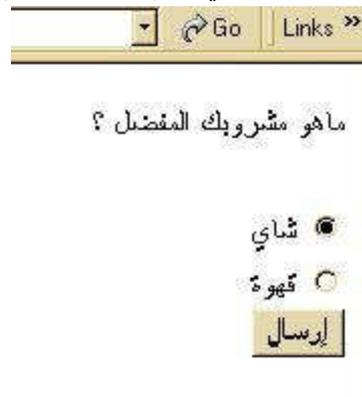 Go Links »
ماهو مشروبك المفضل ؟
شاي
قهوة
إرسال